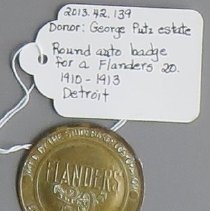 2013.42.139
Donor: George Putz estate
Round auto badge
for a Flanders 20.
1910-1913
Detroit
FLANDERS